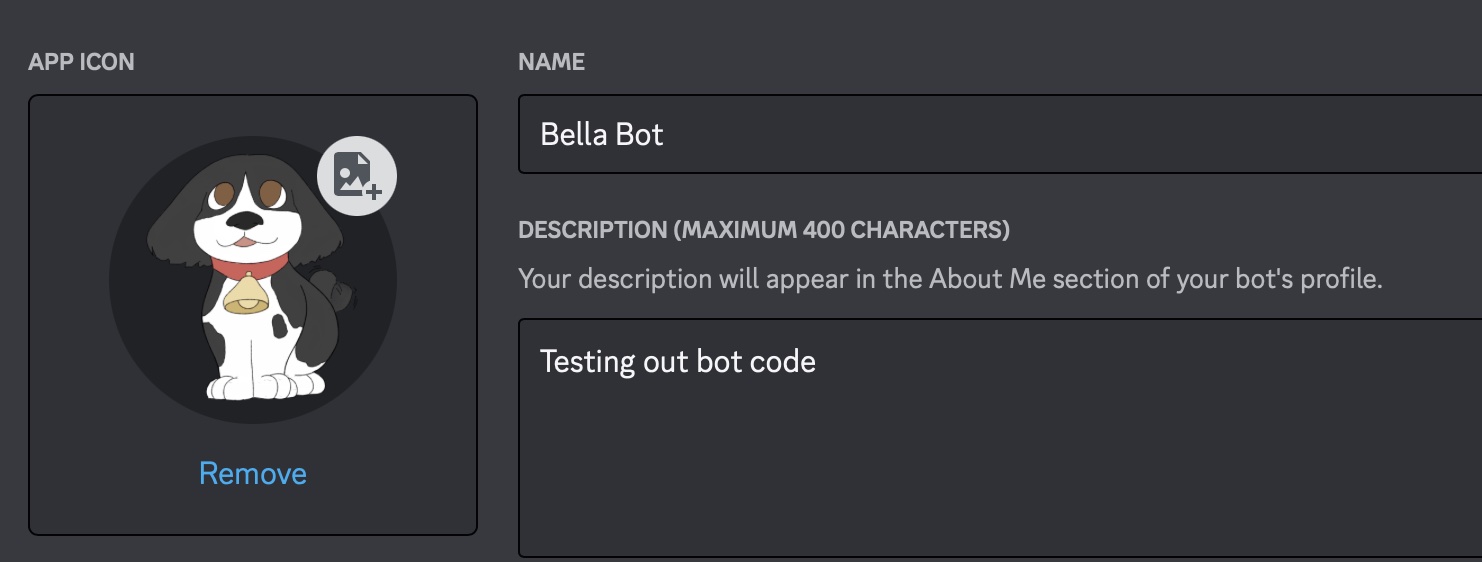 APP ICON
NAME
Bella Bot
DESCRIPTION (MAXIMUM 400 CHARACTERS)
Your description will appear in the About Me section of your bot's profile.
Testing out bot code
Remove